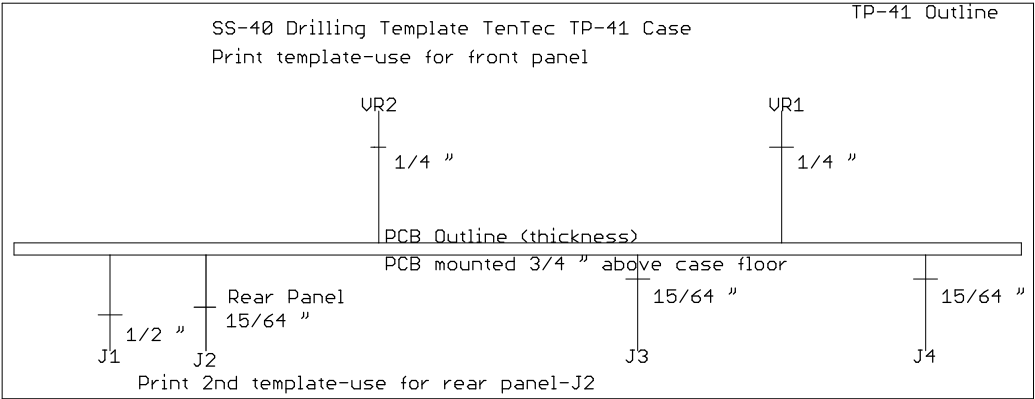 TP-41 Outline
SS-40 Drilling Template TenTec TP-41 Case
Print template-use for front panel
VR2
VR1
1/4 "
1/4 "
PCB Outline (thickness)
PCB mounted 3/4 " above case floor
Rear Panel
15/64 "
15/64 "
15/64 "
1/2 "
J1
J2
J3
J4
Print 2nd template-use for rear panel-J2